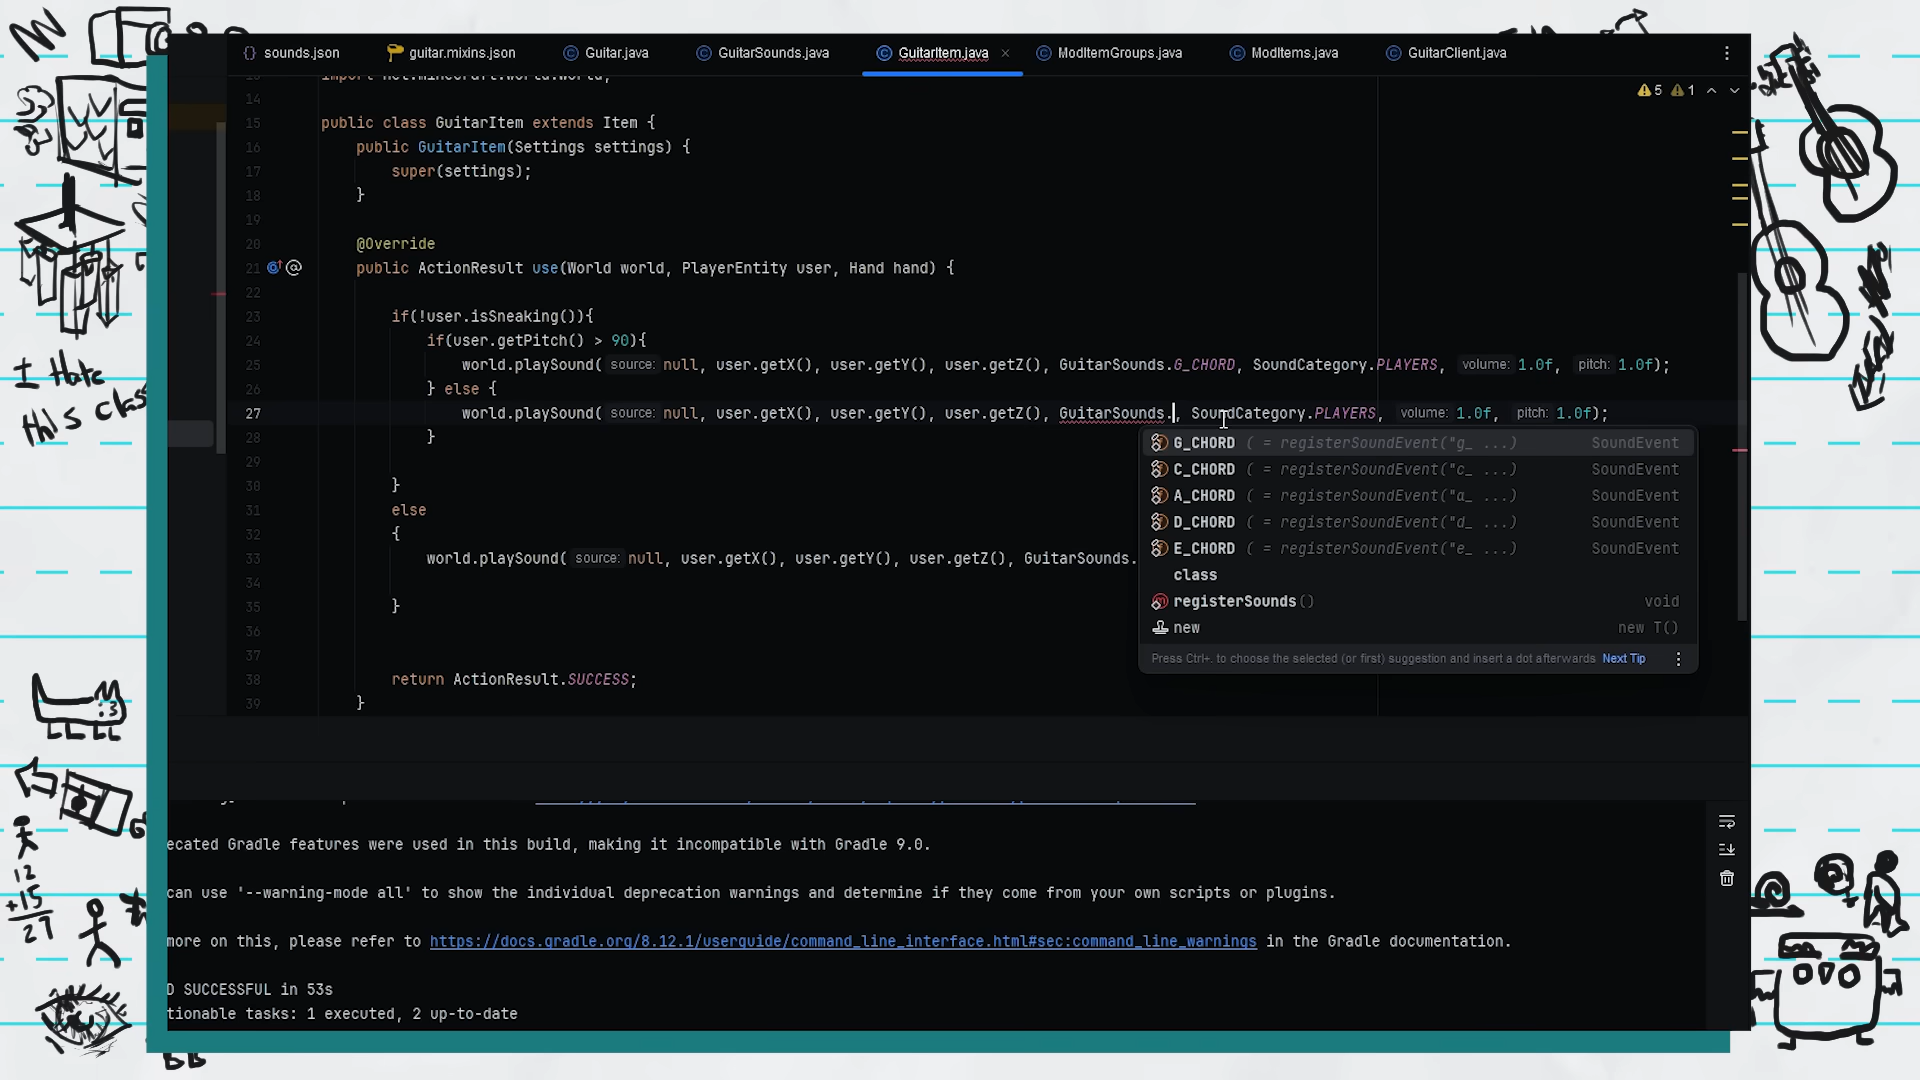 sounds.json guitar.mixins.json Guitar.java GuitarSounds.java GuitarItem.java ModItemGroups.java ModItems.java GuitarClient.java
5 1
14
15 public class GuitarItem extends Item {
16 public GuitarItem(Settings settings) {
17 super(settings);
18 }
19
20 @Override
21 public ActionResult use(World world, PlayerEntity user, Hand hand) {
22
23 if(!user.isSneaking()){
24 if(user.getPitch() > 90){
25 world.playSound( source: null, user.getX(), user.getY(), user.getZ(), GuitarSounds.G_CHORD, SoundCategory.PLAYERS, volume: 1.0f, pitch: 1.0f);
26 } else {
27 world.playSound( source: null, user.getX(), user.getY(), user.getZ(), GuitarSounds., SoundCategory.PLAYERS, volume: 1.0f, pitch: 1.0f);
28 }
29
30 }
31 else
32 {
33 world.playSound( source: null, user.getX(), user.getY(), user.getZ(), GuitarSounds.
34
35 }
36
37
38 return ActionResult.SUCCESS;
39 }
G_CHORD ( = registerSoundEvent("g_ ...) SoundEvent
C_CHORD ( = registerSoundEvent("c_ ...) SoundEvent
A_CHORD ( = registerSoundEvent("a_ ...) SoundEvent
D_CHORD ( = registerSoundEvent("d_ ...) SoundEvent
E_CHORD ( = registerSoundEvent("e_ ...) SoundEvent
class
registerSounds() void
new new T()
Press Ctrl+. to choose the selected (or first) suggestion and insert a dot afterwards Next Tip
ecated Gradle features were used in this build, making it incompatible with Gradle 9.0.
can use '--warning-mode all' to show the individual deprecation warnings and determine if they come from your own scripts or plugins.
more on this, please refer to https://docs.gradle.org/8.12.1/userguide/command_line_interface.html#sec:command_line_warnings in the Gradle documentation.
D SUCCESSFUL in 53s
tionable tasks: 1 executed, 2 up-to-date
I Hate
this clas
:3
12
+15
27
BB